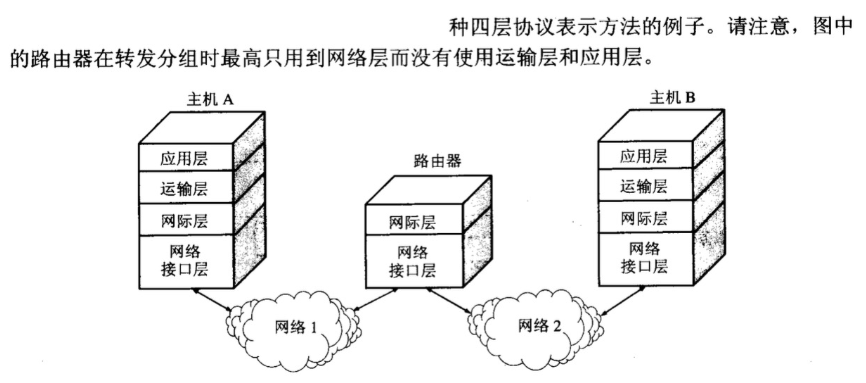 种四层协议表示方法的例子。请注意，图中
的路由器在转发分组时最高只用到网络层而没有使用运输层和应用层。
主机 A
主机 B
路由器
应用层
运输层
网际层
网络
接口层
网际层
网络
接口层
应用层
运输层
网际层
网络
接口层
网络 1
网络 2